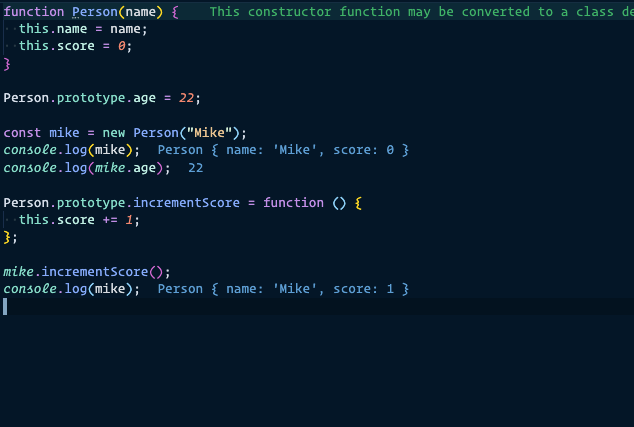 function Person(name) { This constructor function may be converted to a class
this.name = name;
this.score = 0;
}
Person.prototype.age = 22;
const mike = new Person("Mike");
console.log(mike); Person { name: 'Mike', score: 0 }
console.log(mike.age); 22
Person.prototype.incrementScore = function () {
this.score += 1;
};
mike.incrementScore();
console.log(mike); Person { name: 'Mike', score: 1 }